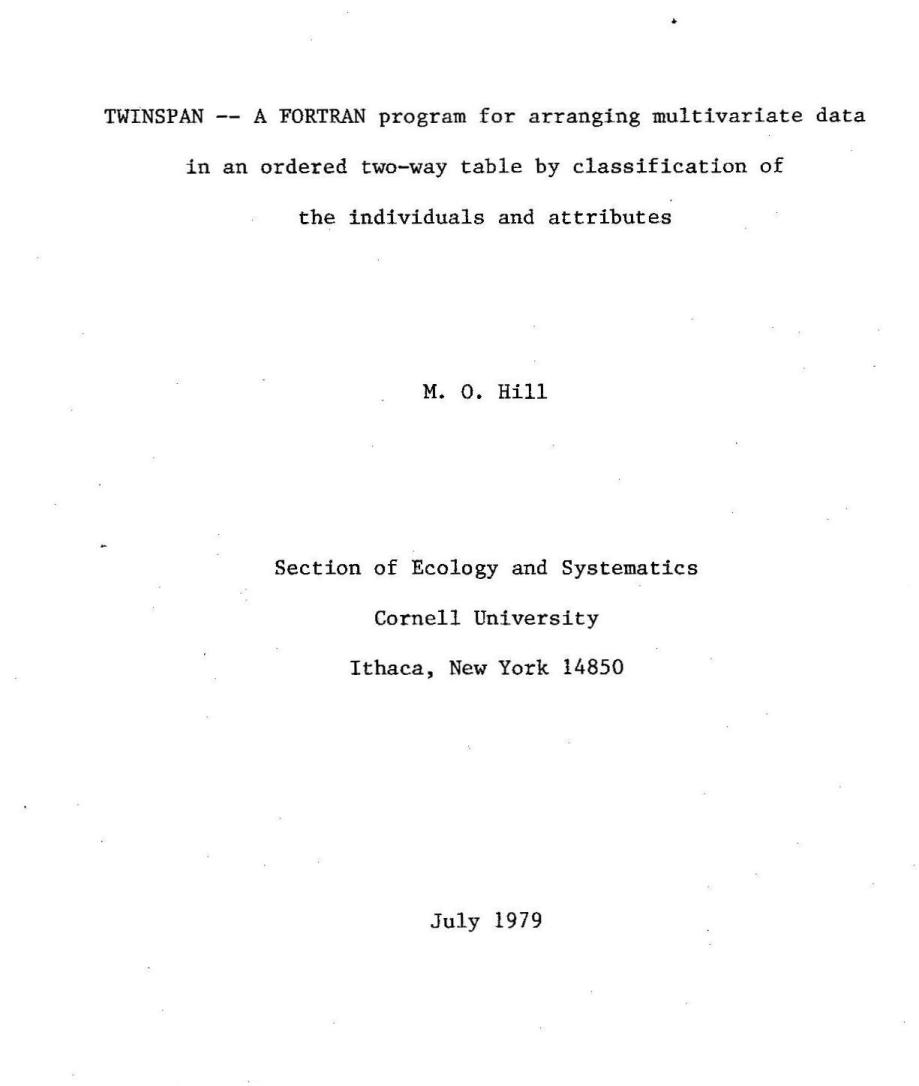 TWINSPAN -- A FORTRAN program for arranging multivariate data
in an ordered two-way table by classification of
the individuals and attributes
M. O. Hill
Section of Ecology and Systematics
Cornell University
Ithaca, New York 14850
July 1979